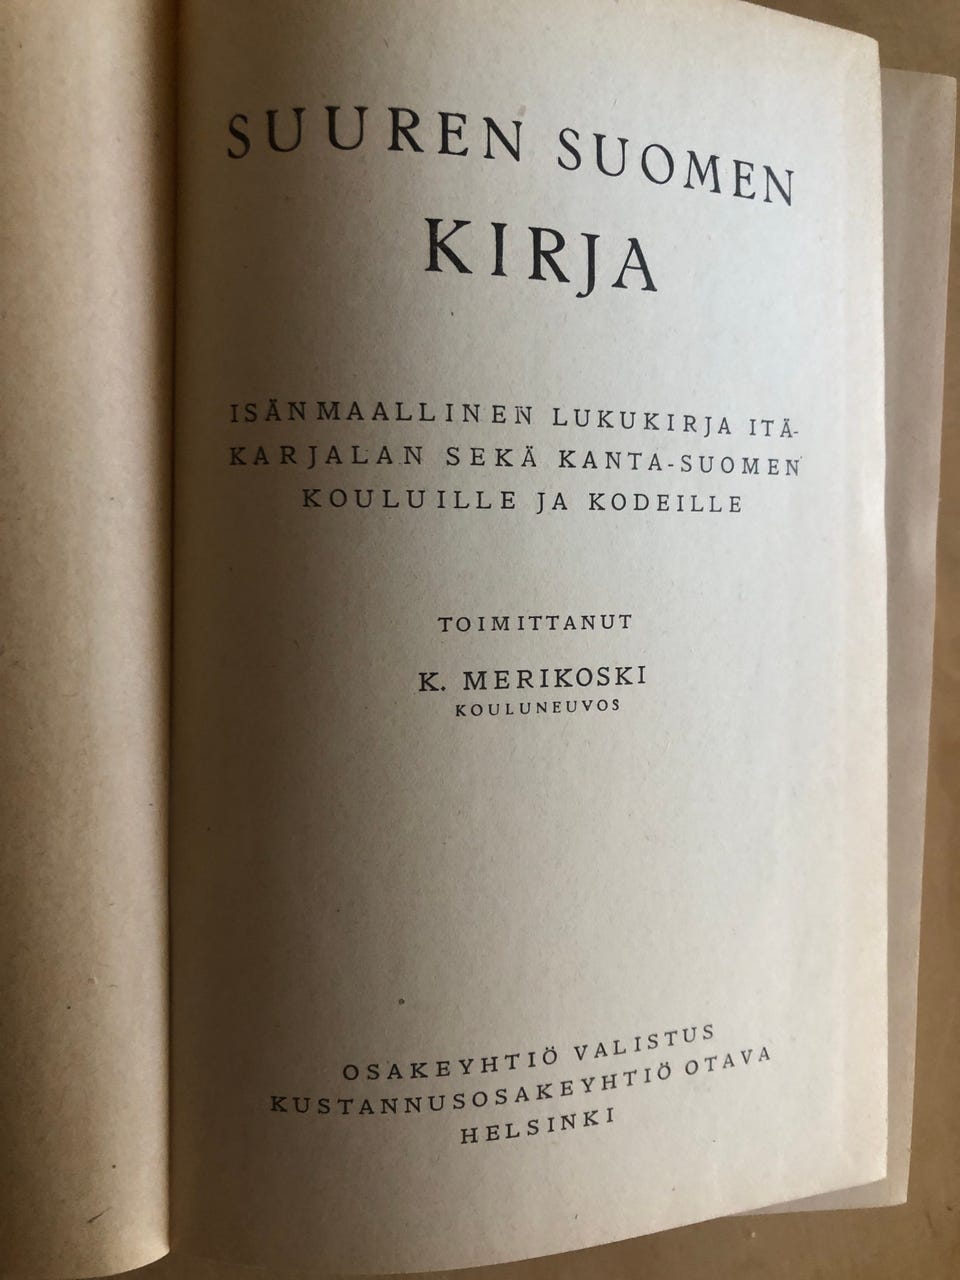 SUUREN SUOMEN
KIRJA
ISÄNMAALLINEN LUKUKIRJA ITÄ-
KARJALAN SEKÄ KANTA-SUOMEN
KOULUILLE JA KODEILLE
TOIMITTANUT
K. MERIKOSKI
KOULUNEUVOS
OSAKEYHTIÖ VALISTUS
KUSTANNUSOSAKEYHTIÖ OTAVA
HELSINKI